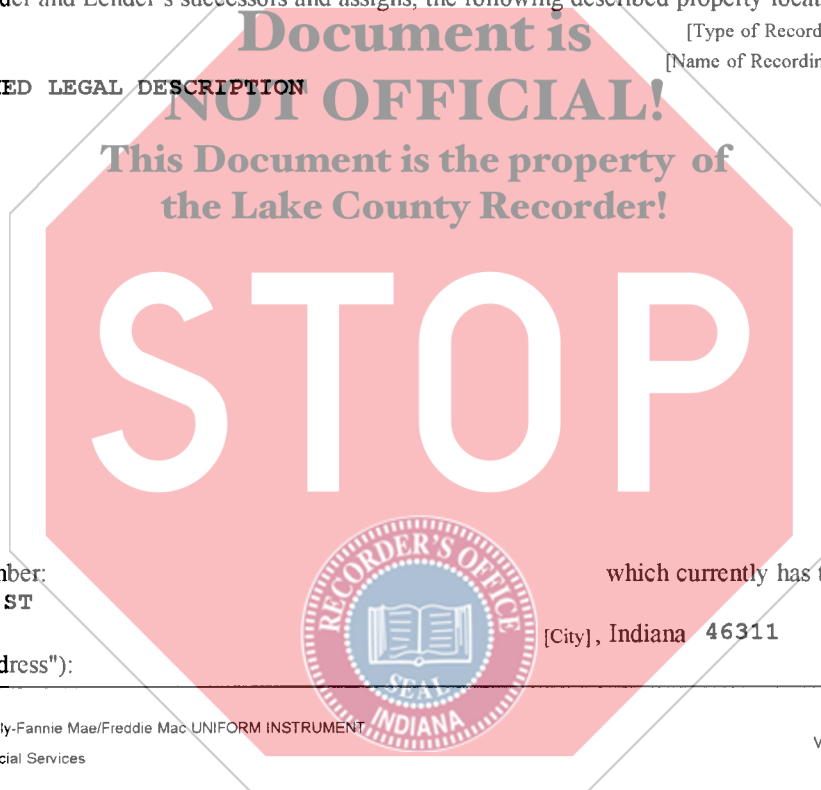 der and Lender's successors and assigns, the following described property locat
Document is
[Type of Record
[Name of Recordin
ED LEGAL DESCRIPTION
NOT OFFICIAL!
This Document is the property of
the Lake County Recorder!
STOP
RECORDER'S OFFICE
SEAL
INDIANA
mber:
which currently has t
ST
[City], Indiana 46311
dress"):
ly-Fannie Mae/Freddie Mac UNIFORM INSTRUMENT
cial Services
V